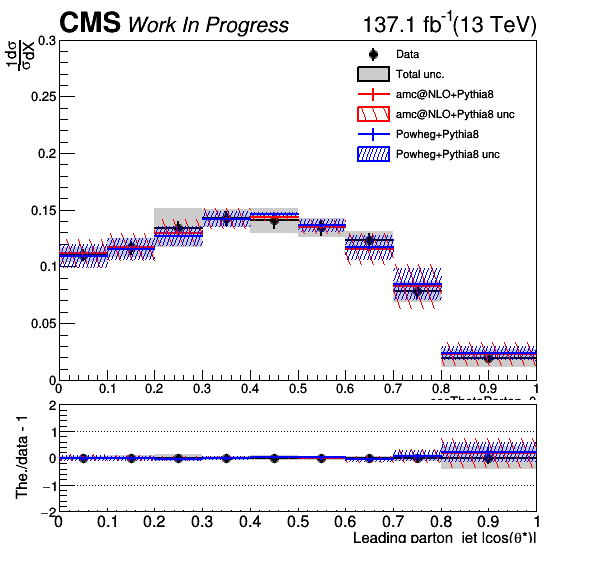 CMS Work In Progress 137.1 fb⁻¹(13 TeV)
1 dσ
σ dX
0.3
0.25
0.2
0.15
0.1
0.05
0
Data
Total unc.
amc@NLO+Pythia8
amc@NLO+Pythia8 unc
Powheg+Pythia8
Powheg+Pythia8 unc
0 0.1 0.2 0.3 0.4 0.5 0.6 0.7 0.8 0.9 1
The./data - 1
2
1
0
−1
−2
0 0.1 0.2 0.3 0.4 0.5 0.6 0.7 0.8 0.9 1
Leading parton jet |cos(θ*)|